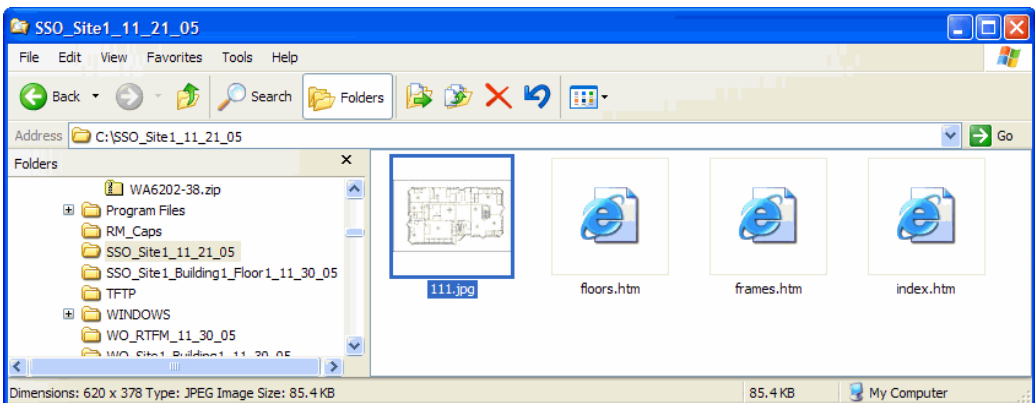 SSO_Site1_11_21_05
File Edit View Favorites Tools Help
Back Search Folders
Address C:\SSO_Site1_11_21_05 Go
Folders x
WA6202-38.zip
Program Files
RM_Caps
SSO_Site1_11_21_05
SSO_Site1_Building1_Floor1_11_30_05
TFTP
WINDOWS
WO_RTFM_11_30_05
WO_Site1_Building1_11_30_05
111.jpg floors.htm frames.htm index.htm
Dimensions: 620 x 378 Type: JPEG Image Size: 85.4 KB 85.4 KB My Computer